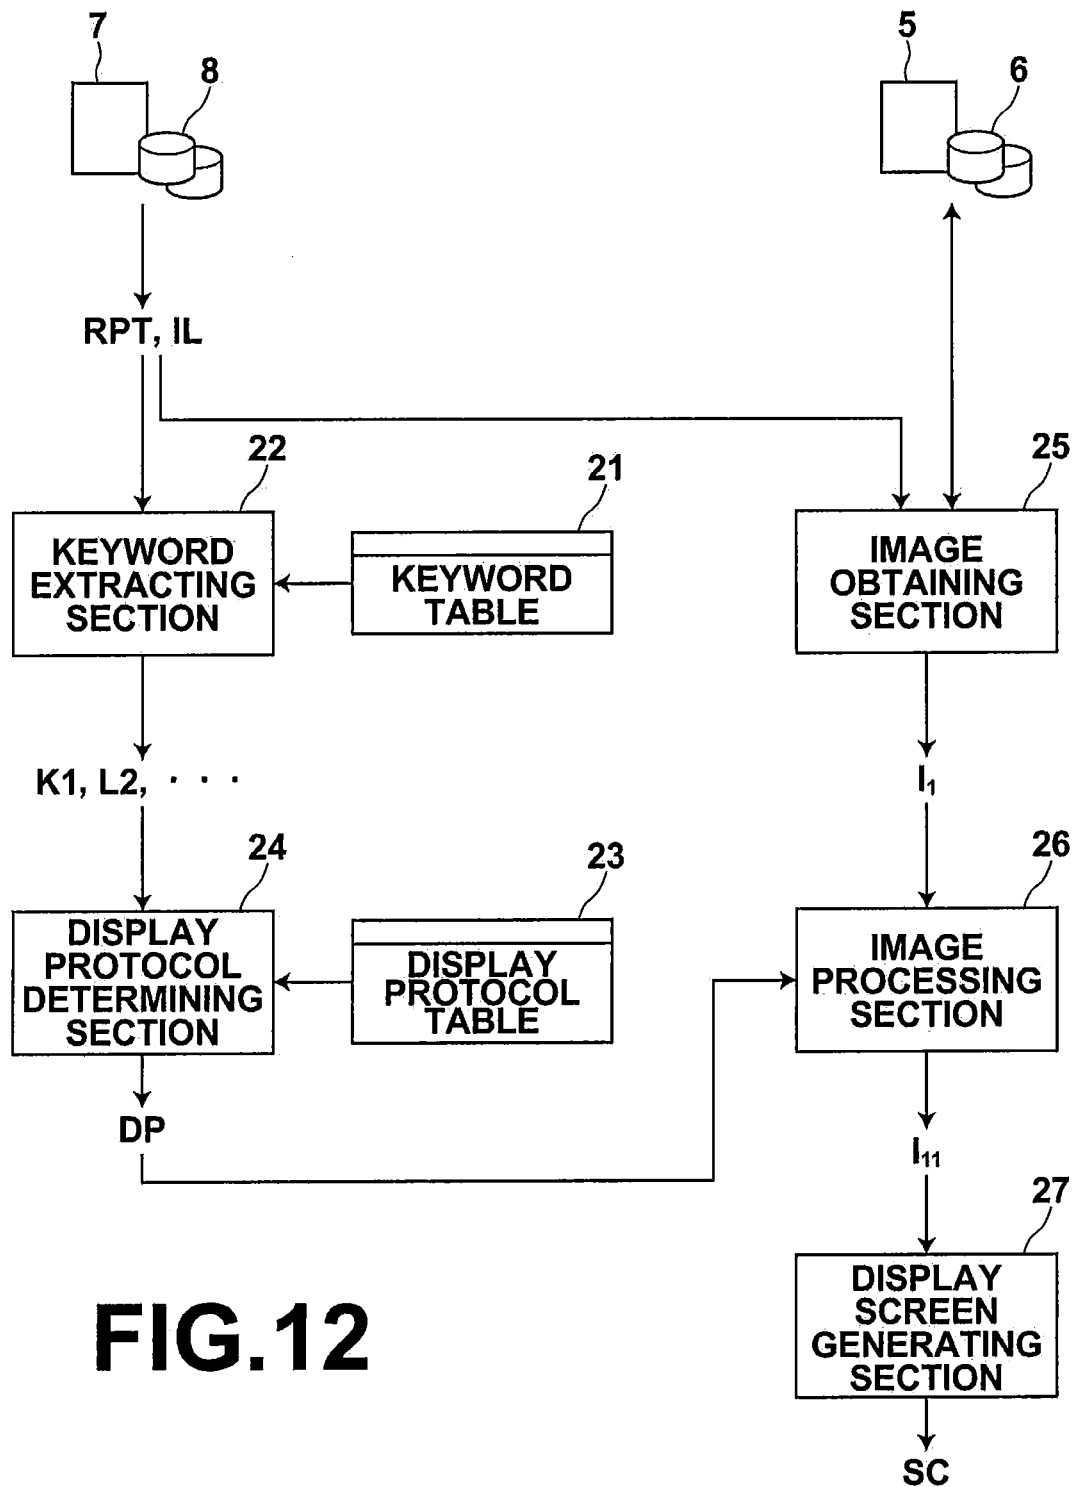 7
8
5
6
RPT, IL
22
21
25
KEYWORD
EXTRACTING
SECTION
KEYWORD
TABLE
IMAGE
OBTAINING
SECTION
K1, L2, · · ·
I1
24
23
26
DISPLAY
PROTOCOL
DETERMINING
SECTION
DISPLAY
PROTOCOL
TABLE
IMAGE
PROCESSING
SECTION
DP
I11
27
DISPLAY
SCREEN
GENERATING
SECTION
FIG.12
SC